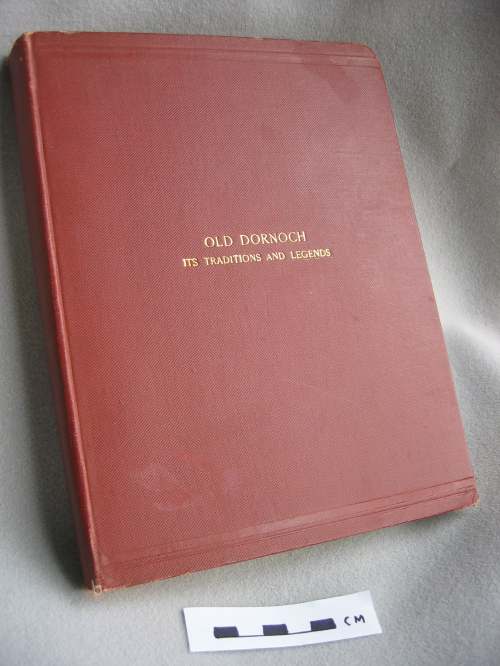 OLD DORNOCH
ITS TRADITIONS AND LEGENDS
CM